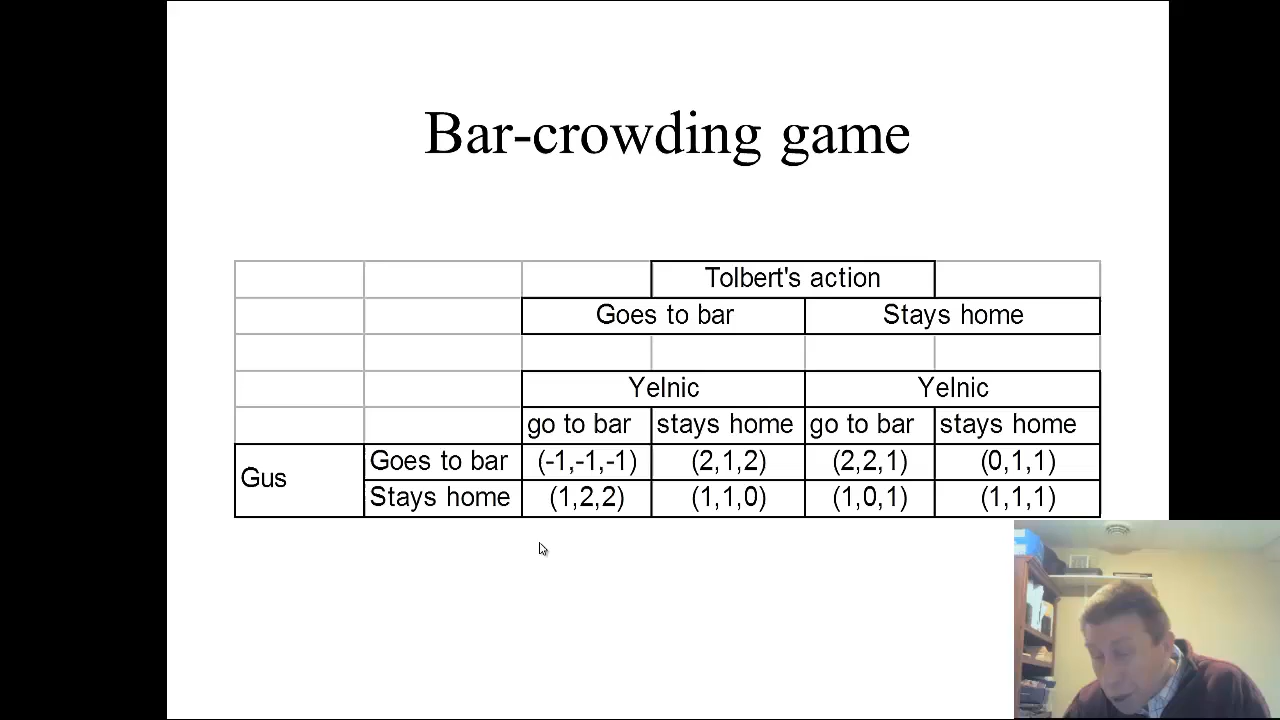 Bar-crowding game
Tolbert's action
Goes to bar Stays home
Yelnic Yelnic
go to bar stays home go to bar stays home
Gus Goes to bar (-1,-1,-1) (2,1,2) (2,2,1) (0,1,1)
Stays home (1,2,2) (1,1,0) (1,0,1) (1,1,1)